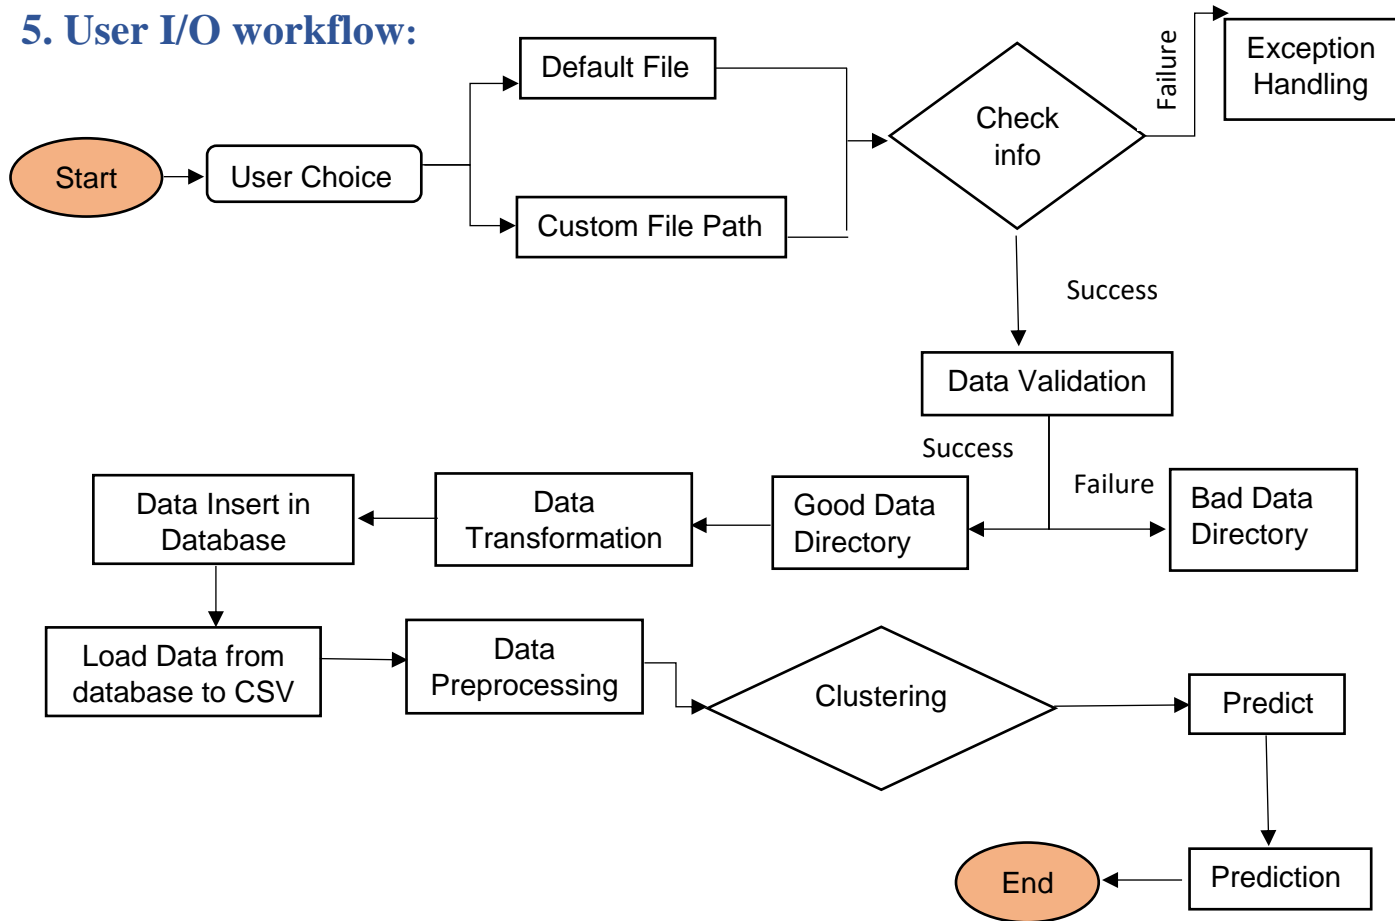 5. User I/O workflow:
Default File
Failure
Exception
Handling
Check
info
Start
User Choice
Custom File Path
Success
Data Validation
Success
Failure
Data Insert in
Database
Data
Transformation
Good Data
Directory
Bad Data
Directory
Load Data from
database to CSV
Data
Preprocessing
Clustering
Predict
End
Prediction